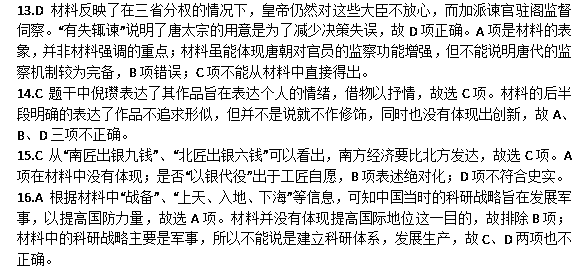 13.D 材料反映了在三省分权的情况下，皇帝仍然对这些大臣不放心，而加派谏官驻阁监督
伺察。“有失辄谏”说明了唐太宗的用意是为了减少决策失误，故 D 项正确。A 项是材料的表
象，并非材料强调的重点；材料虽能体现唐朝对官员的监察功能增强，但不能说明唐代的监
察机制较为完备，B 项错误；C 项不能从材料中直接得出。
14.C 题干中倪瓒表达了其作品旨在表达个人的情绪，借物以抒情，故选 C 项。材料的后半
段明确的表达了作品不追求形似，但并不是说就不作修饰，同时也没有体现出创新，故 A、
B、D 三项不正确。
15.C 从“南匠出银九钱”、“北匠出银六钱”可以看出，南方经济要比北方发达，故选 C 项。A
项在材料中没有体现；是否“以银代役”出于工匠自愿，B 项表述绝对化；D 项不符合史实。
16.A 根据材料中“战备”、“上天、入地、下海”等信息，可知中国当时的科研战略旨在发展军
事，以提高国防力量，故选 A 项。材料并没有体现提高国际地位这一目的，故排除 B 项；
材料中的科研战略主要是军事，所以不能说是建立科研体系，发展生产，故 C、D 两项也不
正确。